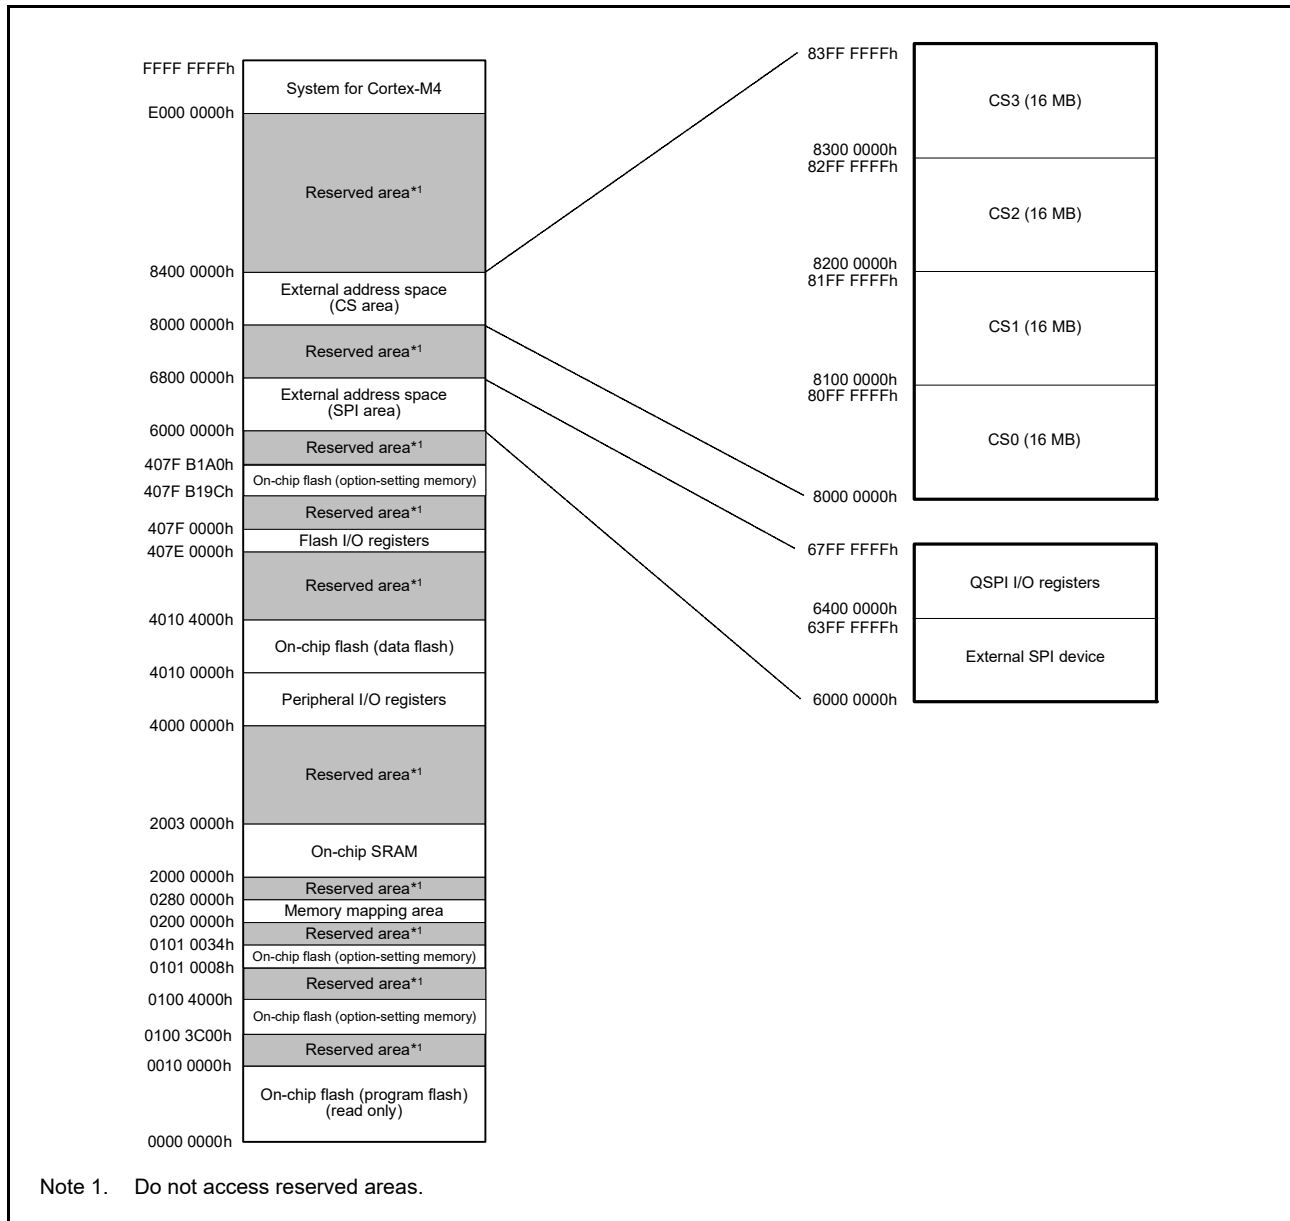 FFFF FFFFh
System for Cortex-M4
E000 0000h
Reserved area*1
8400 0000h
External address space
(CS area)
8000 0000h
Reserved area*1
6800 0000h
External address space
(SPI area)
6000 0000h
Reserved area*1
407F B1A0h
On-chip flash (option-setting memory)
407F B19Ch
Reserved area*1
407F 0000h
Flash I/O registers
407E 0000h
Reserved area*1
4010 4000h
On-chip flash (data flash)
4010 0000h
Peripheral I/O registers
4000 0000h
Reserved area*1
2003 0000h
On-chip SRAM
2000 0000h
Reserved area*1
0280 0000h
Memory mapping area
0200 0000h
Reserved area*1
0101 0034h
On-chip flash (option-setting memory)
0101 0008h
Reserved area*1
0100 4000h
On-chip flash (option-setting memory)
0100 3C00h
Reserved area*1
0010 0000h
On-chip flash (program flash)
(read only)
0000 0000h
83FF FFFFh
CS3 (16 MB)
8300 0000h
82FF FFFFh
CS2 (16 MB)
8200 0000h
81FF FFFFh
CS1 (16 MB)
8100 0000h
80FF FFFFh
CS0 (16 MB)
8000 0000h
67FF FFFFh
QSPI I/O registers
6400 0000h
63FF FFFFh
External SPI device
6000 0000h
Note 1. Do not access reserved areas.